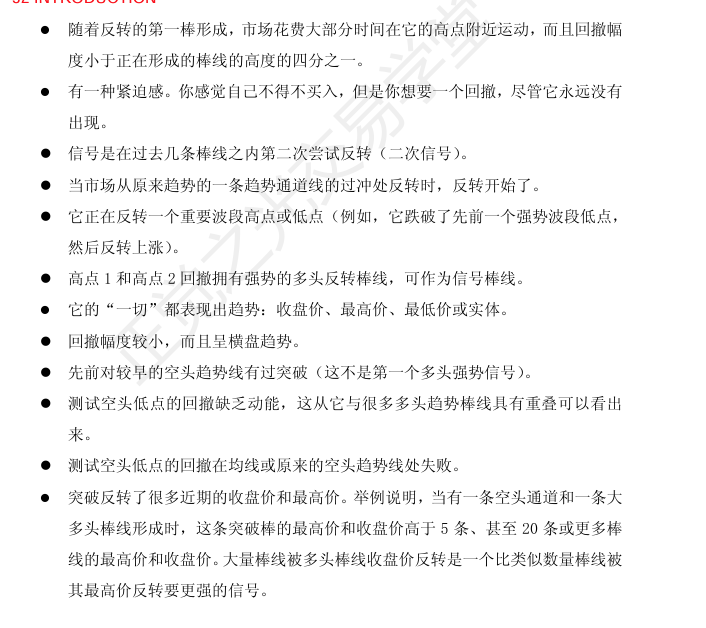 52 INTRODUCTION
● 随着反转的第一棒形成，市场花费大部分时间在它的高点附近运动，而且回撤幅
度小于正在形成的棒线的高度的四分之一。
● 有一种紧迫感。你感觉自己不得不买入，但是你想要一个回撤，尽管它永远没有
出现。
● 信号是在过去几条棒线之内第二次尝试反转（二次信号）。
● 当市场从原来趋势的一条趋势通道线的过冲处反转时，反转开始了。
● 它正在反转一个重要波段高点或低点（例如，它跌破了先前一个强势波段低点，
然后反转上涨）。
● 高点 1 和高点 2 回撤拥有强势的多头反转棒线，可作为信号棒线。
● 它的“一切”都表现出趋势：收盘价、最高价、最低价或实体。
● 回撤幅度较小，而且呈横盘趋势。
● 先前对较早的空头趋势线有过突破（这不是第一个多头强势信号）。
● 测试空头低点的回撤缺乏动能，这从它与很多多头趋势棒线具有重叠可以看出
来。
● 测试空头低点的回撤在均线或原来的空头趋势线处失败。
● 突破反转了很多近期的收盘价和最高价。举例说明，当有一条空头通道和一条大
多头棒线形成时，这条突破棒的最高价和收盘价高于 5 条、甚至 20 条或更多棒
线的最高价和收盘价。大量棒线被多头棒线收盘价反转是一个比类似数量棒线被
其最高价反转要更强的信号。
正觉之光交易学堂